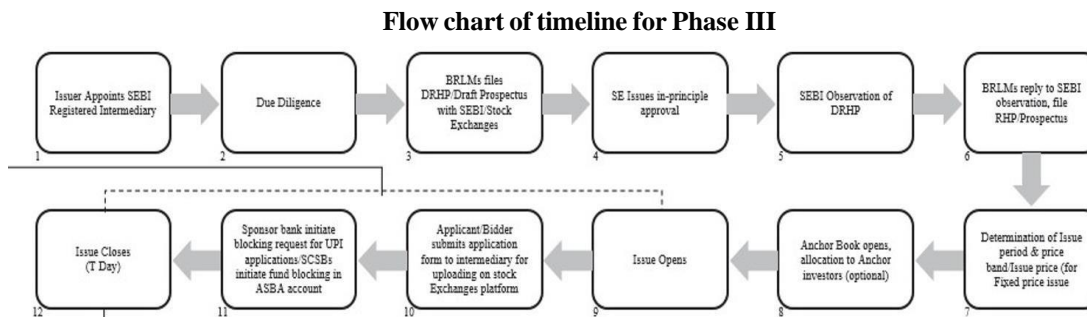 Flow chart of timeline for Phase III
Issuer Appoints SEBI
Registered Intermediary
1
Due Diligence
2
BRLMs files
DRHP/Draft Prospectus
with SEBI/Stock
Exchanges
3
SE Issues in-principle
approval
4
SEBI Observation of
DRHP
5
BRLMs reply to SEBI
observation, file
RHP/Prospectus
6
Determination of Issue
period & price
band/Issue price (for
Fixed price issue
7
Anchor Book opens,
allocation to Anchor
investors (optional)
8
Issue Opens
9
Applicant/Bidder
submits application
form to intermediary for
uploading on stock
Exchanges platform
10
Sponsor bank initiate
blocking request for UPI
applications/SCSBs
initiate fund blocking in
ASBA account
11
Issue Closes
(T Day)
12